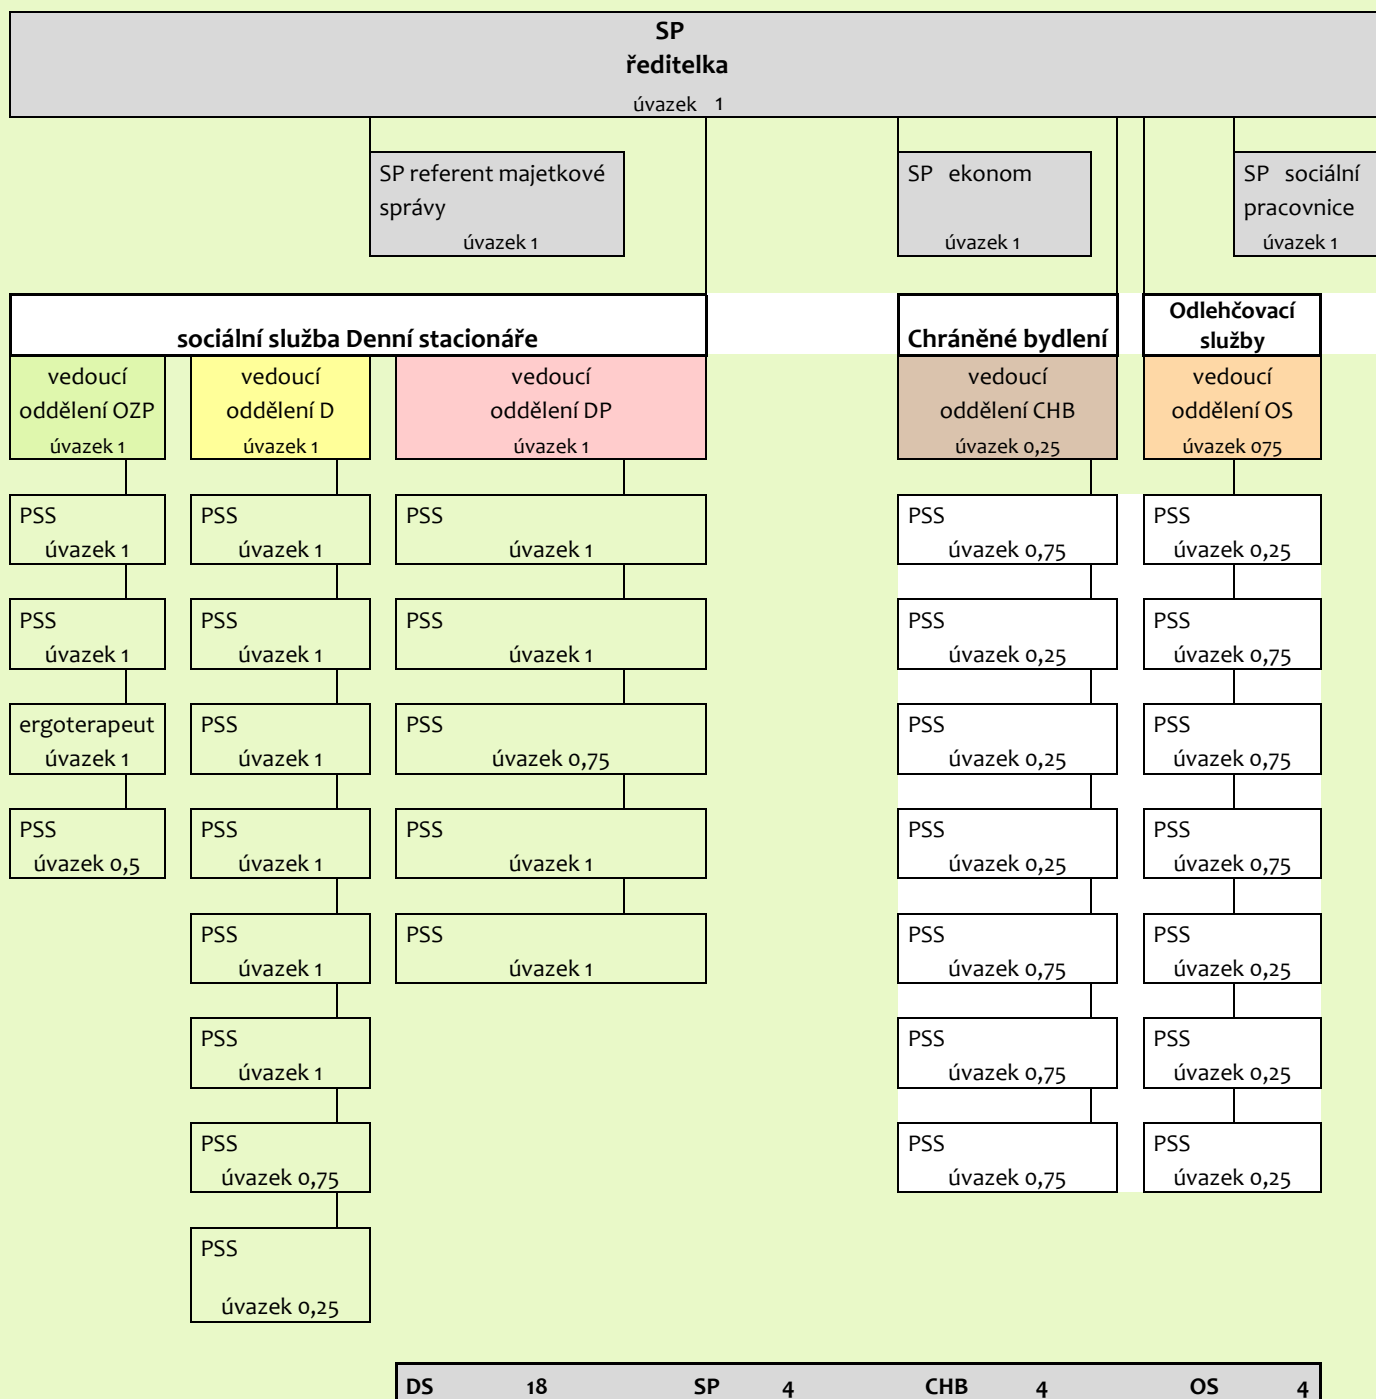 SP
ředitelka
úvazek 1
SP referent majetkové
správy
úvazek 1
SP ekonom
úvazek 1
SP sociální
pracovnice
úvazek 1
sociální služba Denní stacionáře
Chráněné bydlení
Odlehčovací
služby
vedoucí
oddělení OZP
úvazek 1
vedoucí
oddělení D
úvazek 1
vedoucí
oddělení DP
úvazek 1
vedoucí
oddělení CHB
úvazek 0,25
vedoucí
oddělení OS
úvazek 075
PSS
úvazek 1
PSS
úvazek 1
PSS
úvazek 1
PSS
úvazek 0,75
PSS
úvazek 0,25
PSS
úvazek 1
PSS
úvazek 1
PSS
úvazek 1
PSS
úvazek 0,25
PSS
úvazek 0,75
ergoterapeut
úvazek 1
PSS
úvazek 1
PSS
úvazek 0,75
PSS
úvazek 0,25
PSS
úvazek 0,75
PSS
úvazek 0,5
PSS
úvazek 1
PSS
úvazek 1
PSS
úvazek 0,25
PSS
úvazek 0,75
PSS
úvazek 1
PSS
úvazek 1
PSS
úvazek 0,75
PSS
úvazek 0,25
PSS
úvazek 1
PSS
úvazek 0,75
PSS
úvazek 0,25
PSS
úvazek 0,75
PSS
úvazek 0,75
PSS
úvazek 0,25
PSS
úvazek 0,25
DS 18 SP 4 CHB 4 OS 4